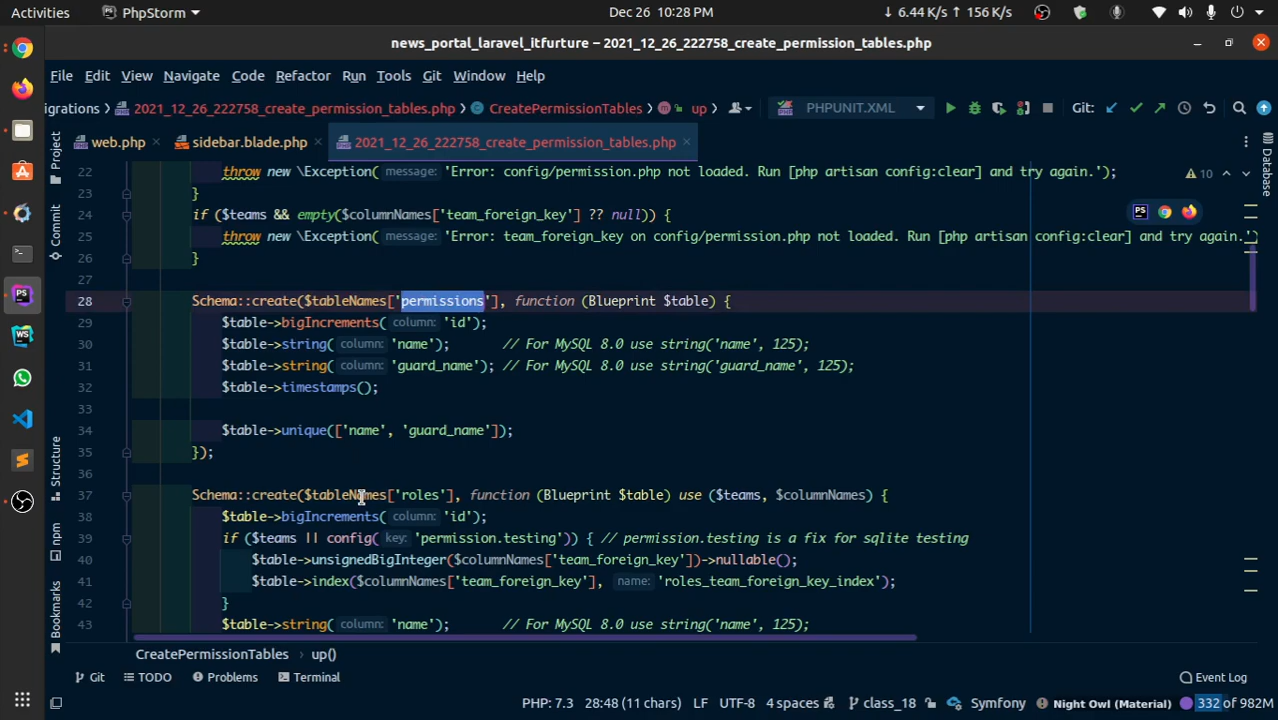 Activities PhpStorm Dec 26 10:28 PM ↓ 6.44 K/s ↑ 156 K/s
news_portal_laravel_itfurture – 2021_12_26_222758_create_permission_tables.php
File Edit View Navigate Code Refactor Run Tools Git Window Help
igrations 2021_12_26_222758_create_permission_tables.php CreatePermissionTables m up PHPUNIT.XML Git:
web.php sidebar.blade.php 2021_12_26_222758_create_permission_tables.php
22 throw new \Exception( message: 'Error: config/permission.php not loaded. Run [php artisan config:clear] and try again.'); 10
23 }
24 if ($teams && empty($columnNames['team_foreign_key'] ?? null)) {
25 throw new \Exception( message: 'Error: team_foreign_key on config/permission.php not loaded. Run [php artisan config:clear] and try again.')
26 }
27
28 Schema::create($tableNames['permissions'], function (Blueprint $table) {
29 $table->bigIncrements( column: 'id');
30 $table->string( column: 'name'); // For MySQL 8.0 use string('name', 125);
31 $table->string( column: 'guard_name'); // For MySQL 8.0 use string('guard_name', 125);
32 $table->timestamps();
33
34 $table->unique(['name', 'guard_name']);
35 });
36
37 Schema::create($tableNames['roles'], function (Blueprint $table) use ($teams, $columnNames) {
38 $table->bigIncrements( column: 'id');
39 if ($teams || config( key: 'permission.testing')) { // permission.testing is a fix for sqlite testing
40 $table->unsignedBigInteger($columnNames['team_foreign_key'])->nullable();
41 $table->index($columnNames['team_foreign_key'], name: 'roles_team_foreign_key_index');
42 }
43 $table->string( column: 'name'); // For MySQL 8.0 use string('name', 125);
CreatePermissionTables › up()
Git TODO Problems Terminal Event Log
PHP: 7.3 28:48 (11 chars) LF UTF-8 4 spaces class_18 Symfony Night Owl (Material) 332 of 982M
Project
Commit
Structure
npm
Bookmarks
Database
PS
WS
PS